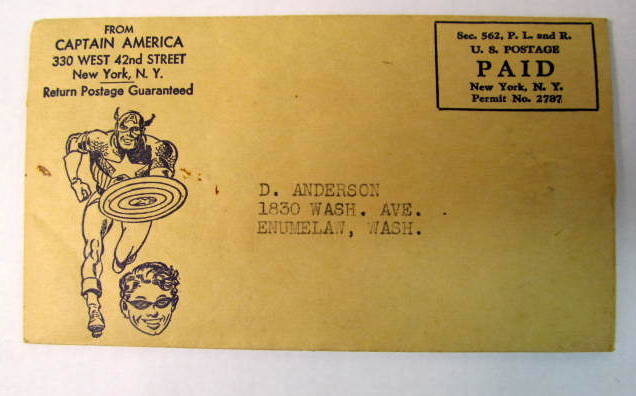 FROM
CAPTAIN AMERICA
330 WEST 42nd STREET
New York, N. Y.
Return Postage Guaranteed
Sec. 562, P. L. and R.
U. S. POSTAGE
PAID
New York, N. Y.
Permit No. 2787
D. ANDERSON
1830 WASH. AVE.
ENUMELAW, WASH.